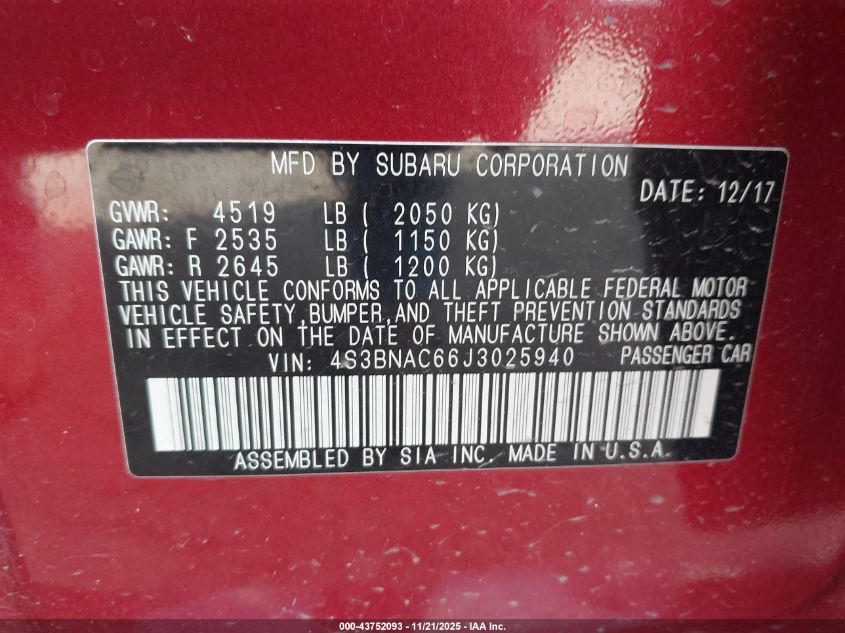 MFD BY SUBARU CORPORATION
DATE: 12/17
GVWR: 4519 LB ( 2050 KG)
GAWR: F 2535 LB ( 1150 KG)
GAWR: R 2645 LB ( 1200 KG)
THIS VEHICLE CONFORMS TO ALL APPLICABLE FEDERAL MOTOR
VEHICLE SAFETY,BUMPER,AND THEFT PREVENTION STANDARDS
IN EFFECT ON THE DATE OF MANUFACTURE SHOWN ABOVE.
VIN: 4S3BNAC66J3025940 PASSENGER CAR
ASSEMBLED BY SIA INC. MADE IN U.S.A.
000-43752093 - 11/21/2025 - IAA Inc.